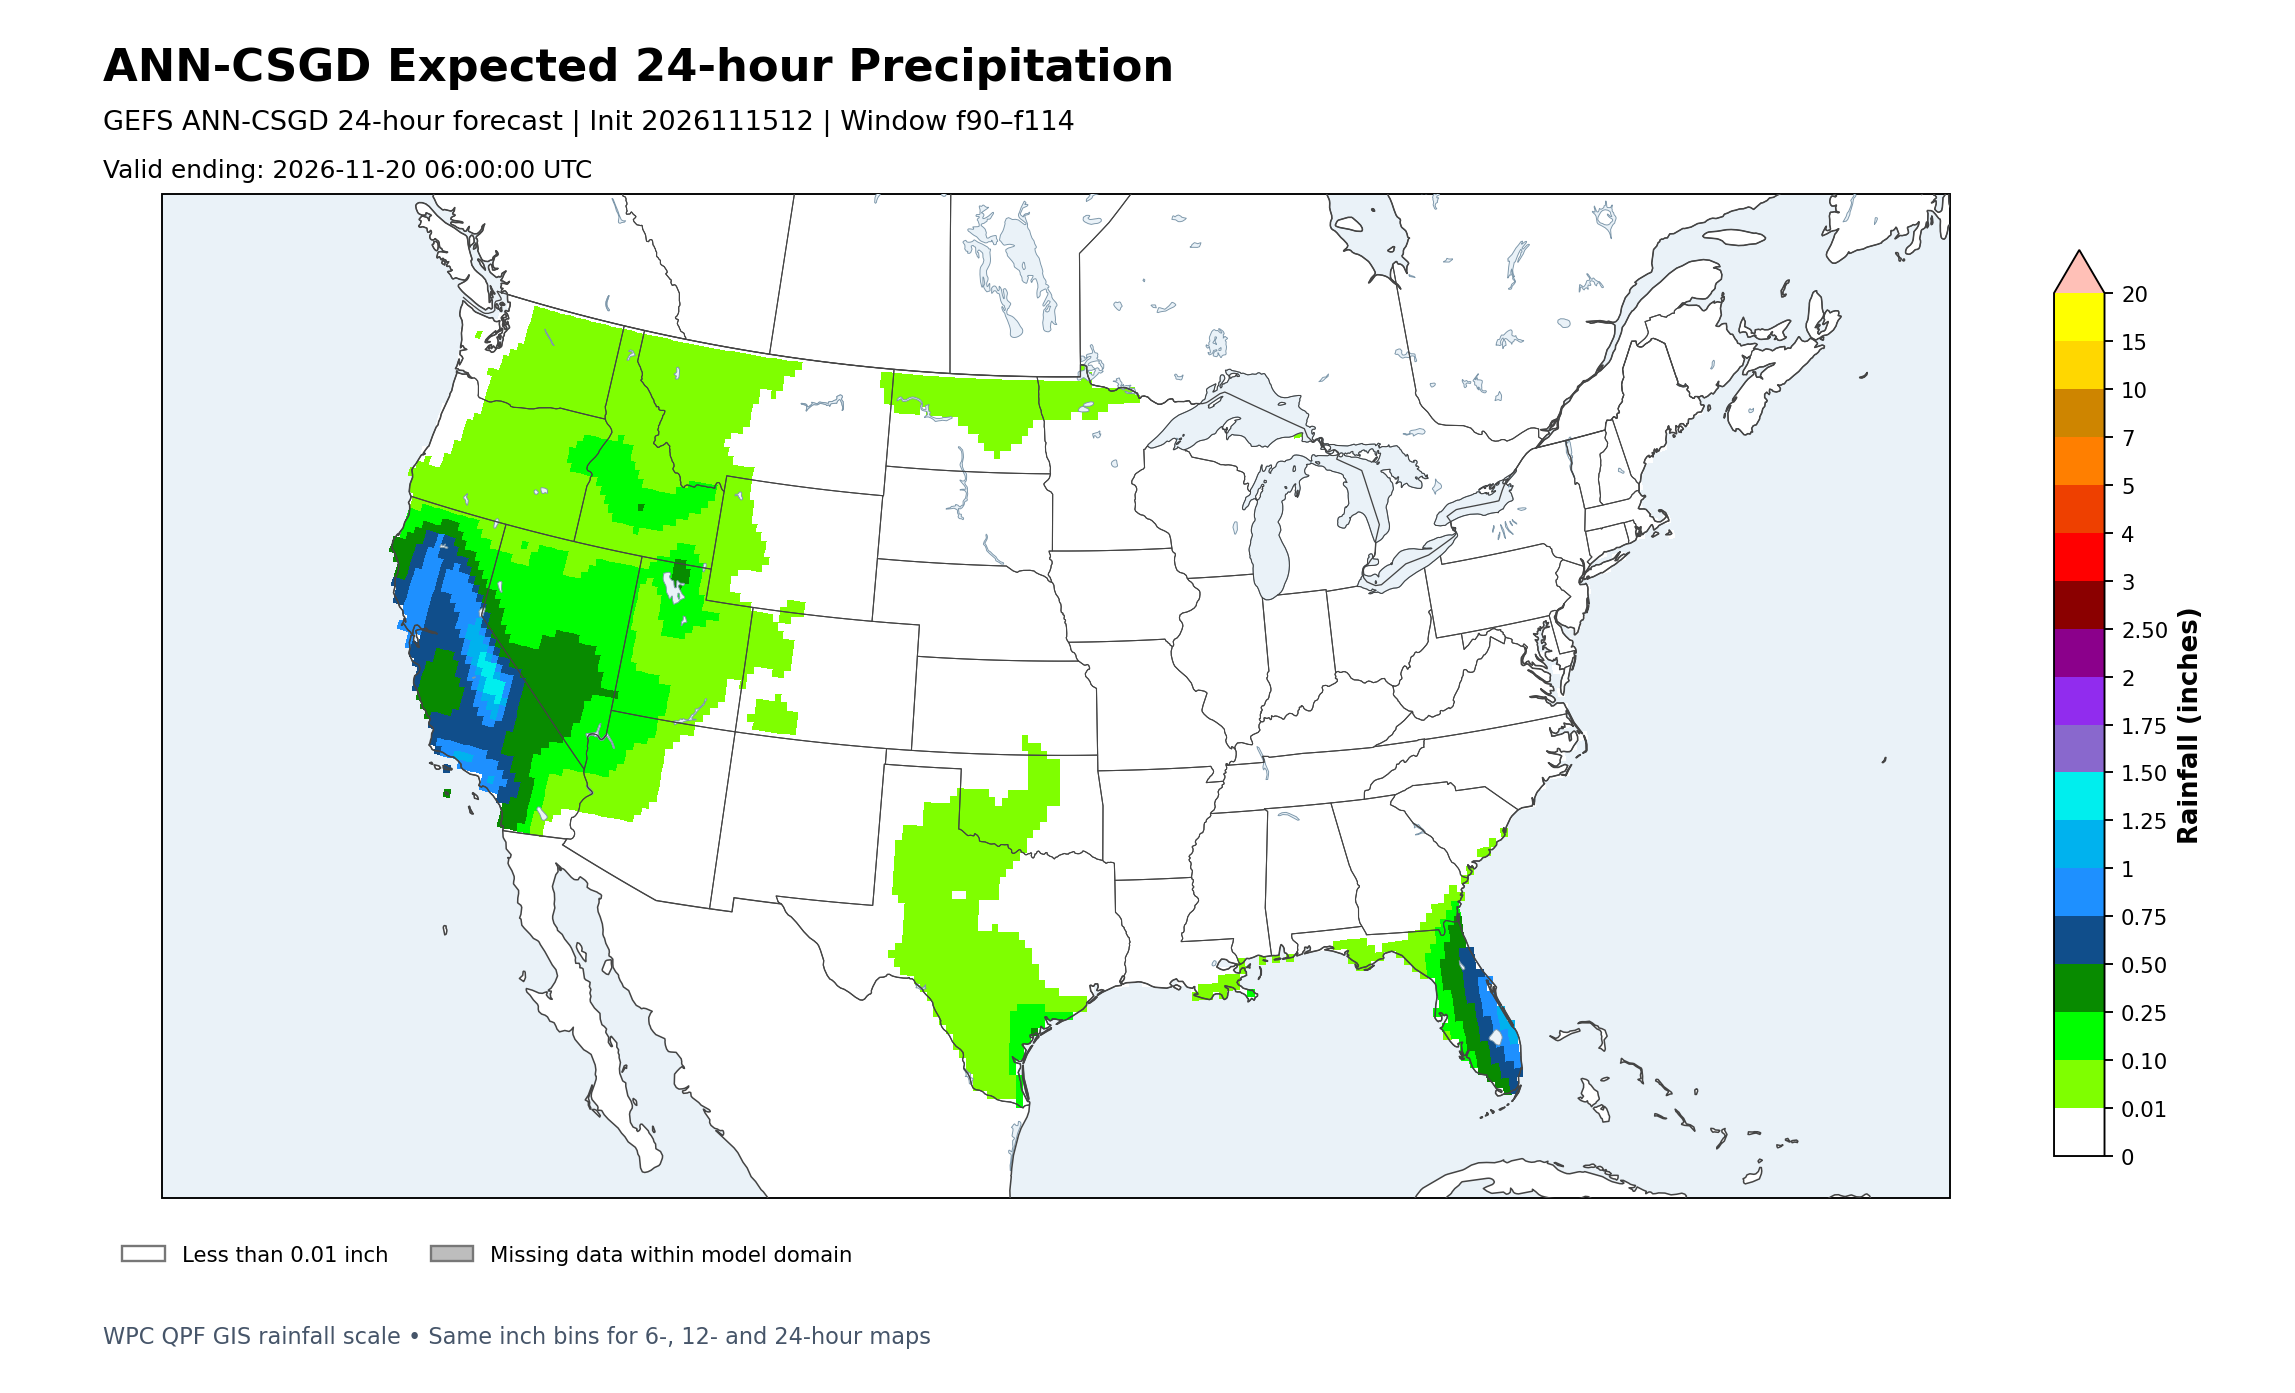 ANN-CSGD Expected 24-hour Precipitation
GEFS ANN-CSGD 24-hour forecast | Init 2026111512 | Window f90–f114
Valid ending: 2026-11-20 06:00:00 UTC
20
15
10
7
5
4
3
2.50
2
1.75
1.50
1.25
1
0.75
0.50
0.25
0.10
0.01
0
Rainfall (inches)
Less than 0.01 inch
Missing data within model domain
WPC QPF GIS rainfall scale • Same inch bins for 6-, 12- and 24-hour maps